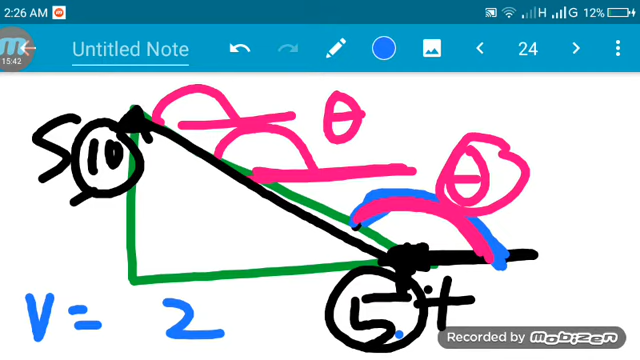 2:26 AM H G 12%
15:42
Untitled Note 24
θ
θ
S 10
5 t
V = 2
Recorded by mobizen